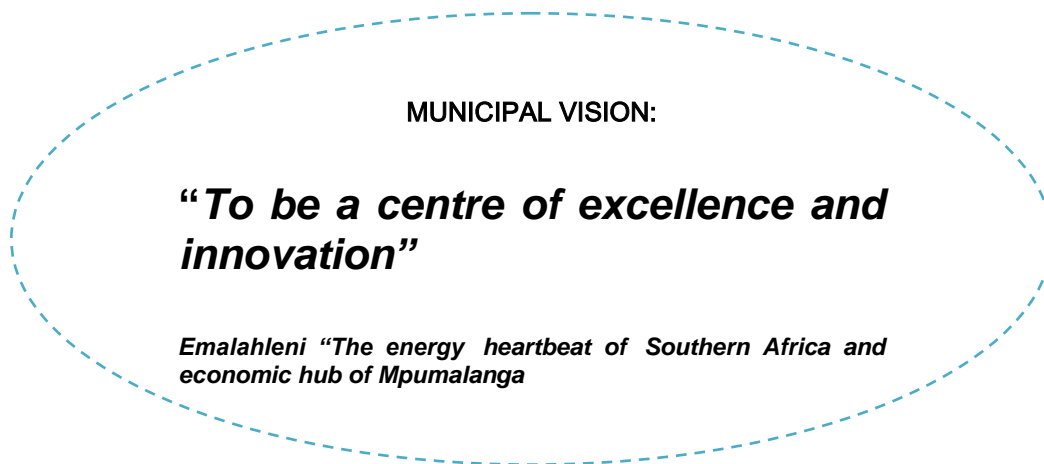 MUNICIPAL VISION:
“To be a centre of excellence and
innovation”
Emalahleni “The energy heartbeat of Southern Africa and
economic hub of Mpumalanga